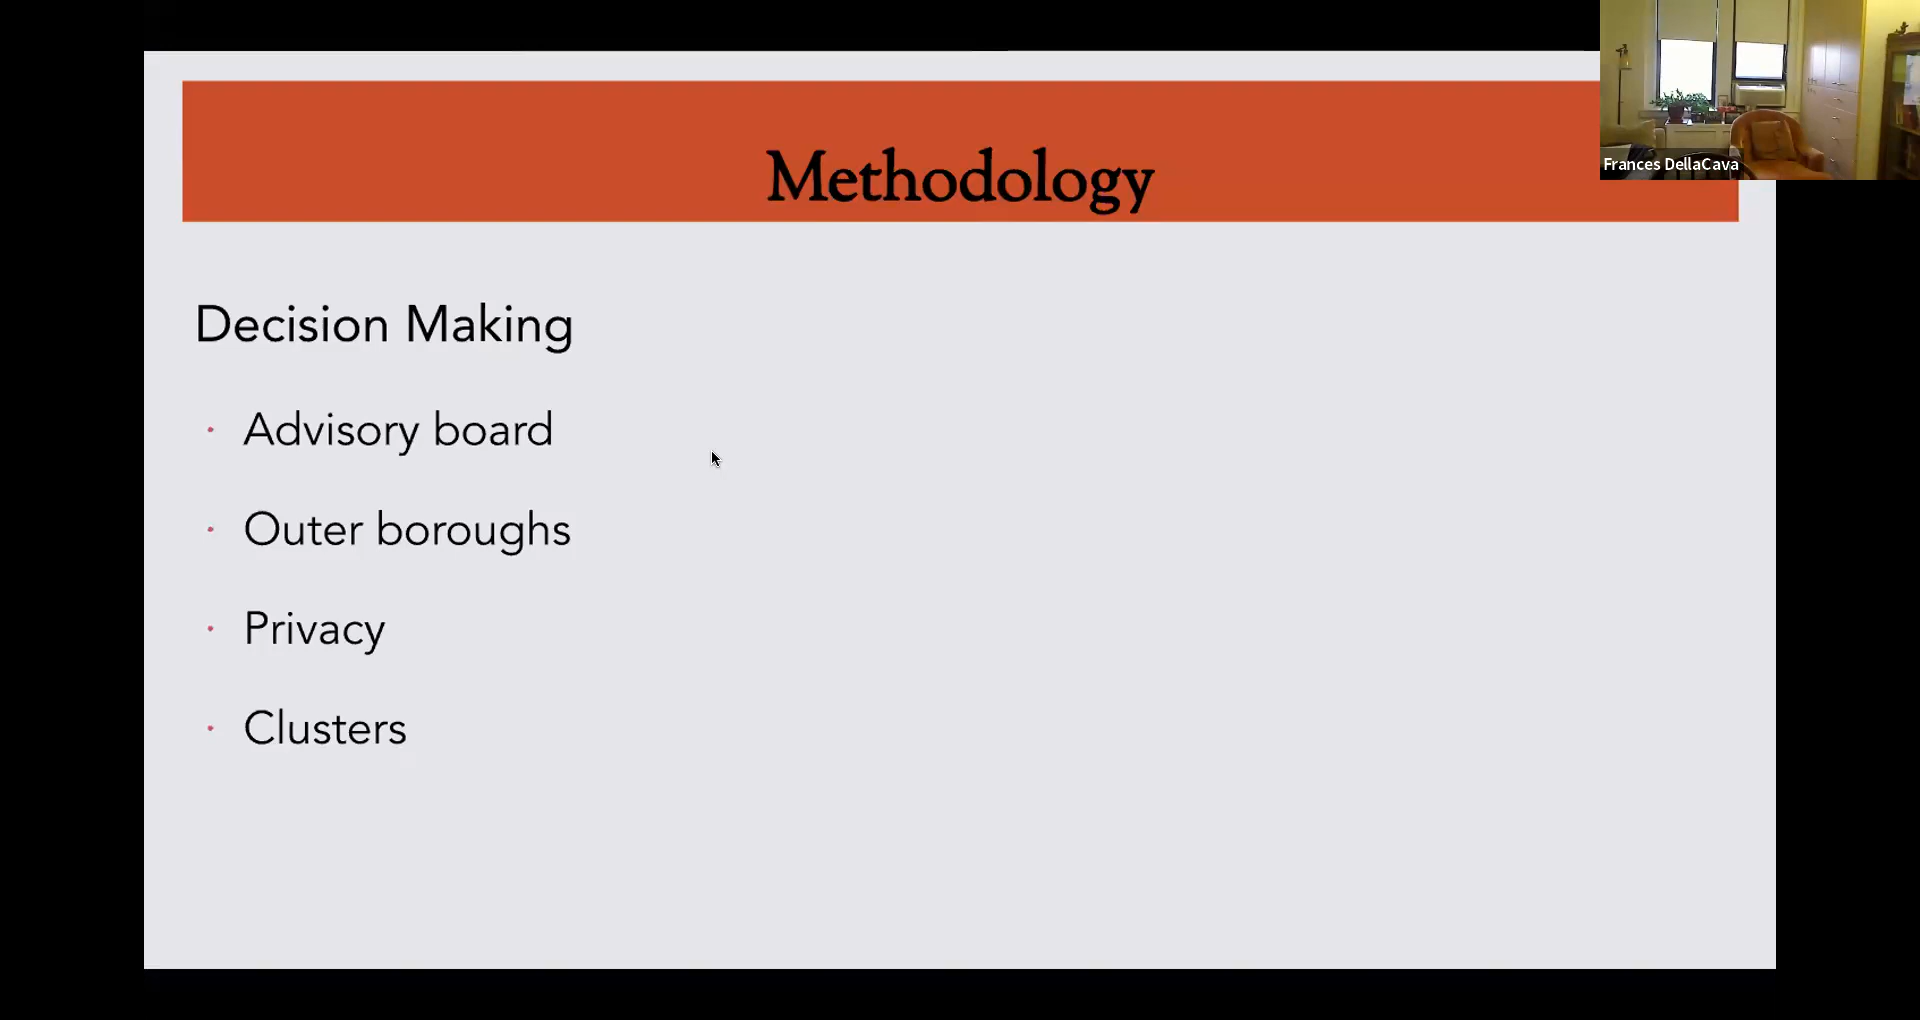 Methodology
Frances DellaCava
Decision Making
· Advisory board
· Outer boroughs
· Privacy
· Clusters